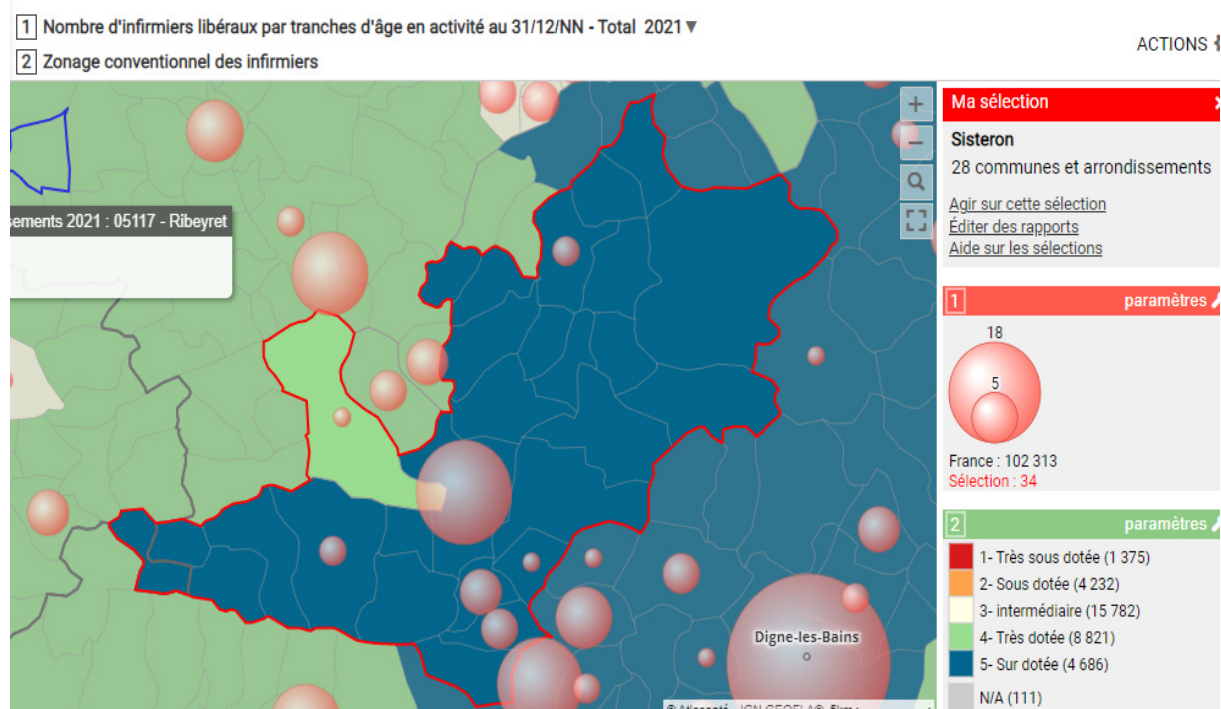 1 Nombre d'infirmiers libéraux par tranches d'âge en activité au 31/12/NN - Total 2021 ▼
2 Zonage conventionnel des infirmiers
ACTIONS
Ma sélection
Sisteron
28 communes et arrondissements
Agir sur cette sélection
Éditer des rapports
Aide sur les sélections
ements 2021 : 05117 - Ribeyret
1 paramètres
18
5
France : 102 313
Sélection : 34
2 paramètres
1- Très sous dotée (1 375)
2- Sous dotée (4 232)
3- intermédiaire (15 782)
4- Très dotée (8 821)
5- Sur dotée (4 686)
N/A (111)
Digne-les-Bains